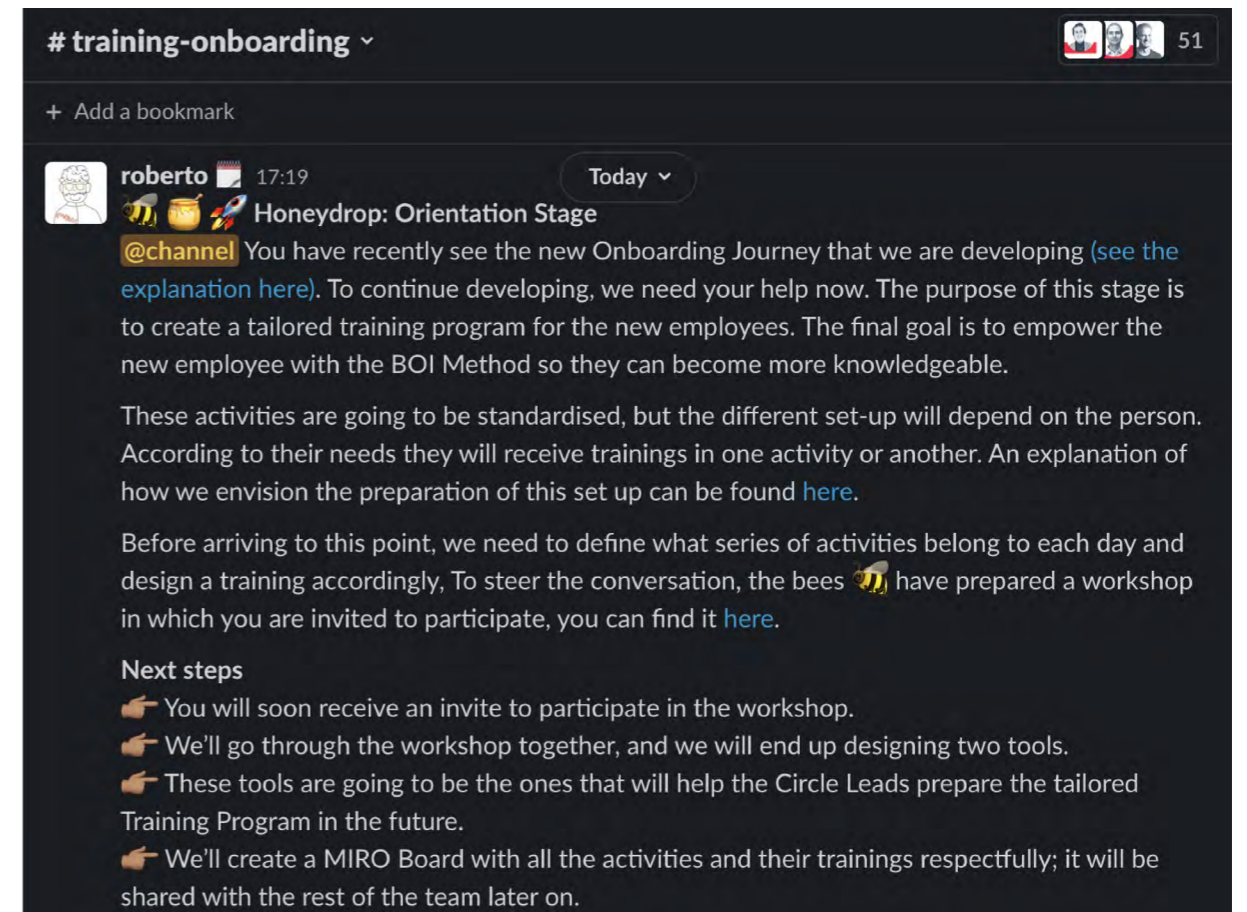 # training-onboarding
51
+ Add a bookmark
roberto 17:19
Today
Honeydrop: Orientation Stage
@channel You have recently see the new Onboarding Journey that we are developing (see the
explanation here). To continue developing, we need your help now. The purpose of this stage is
to create a tailored training program for the new employees. The final goal is to empower the
new employee with the BOI Method so they can become more knowledgeable.
These activities are going to be standardised, but the different set-up will depend on the person.
According to their needs they will receive trainings in one activity or another. An explanation of
how we envision the preparation of this set up can be found here.
Before arriving to this point, we need to define what series of activities belong to each day and
design a training accordingly, To steer the conversation, the bees 🐝 have prepared a workshop
in which you are invited to participate, you can find it here.
Next steps
You will soon receive an invite to participate in the workshop.
We’ll go through the workshop together, and we will end up designing two tools.
These tools are going to be the ones that will help the Circle Leads prepare the tailored
Training Program in the future.
We’ll create a MIRO Board with all the activities and their trainings respectfully; it will be
shared with the rest of the team later on.